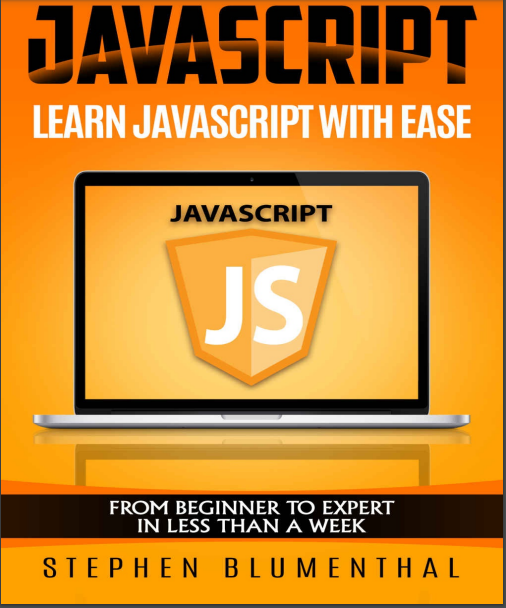 JAVASCRIPT
LEARN JAVASCRIPT WITH EASE
JAVASCRIPT
JS
FROM BEGINNER TO EXPERT
IN LESS THAN A WEEK
STEPHEN BLUMENTHAL